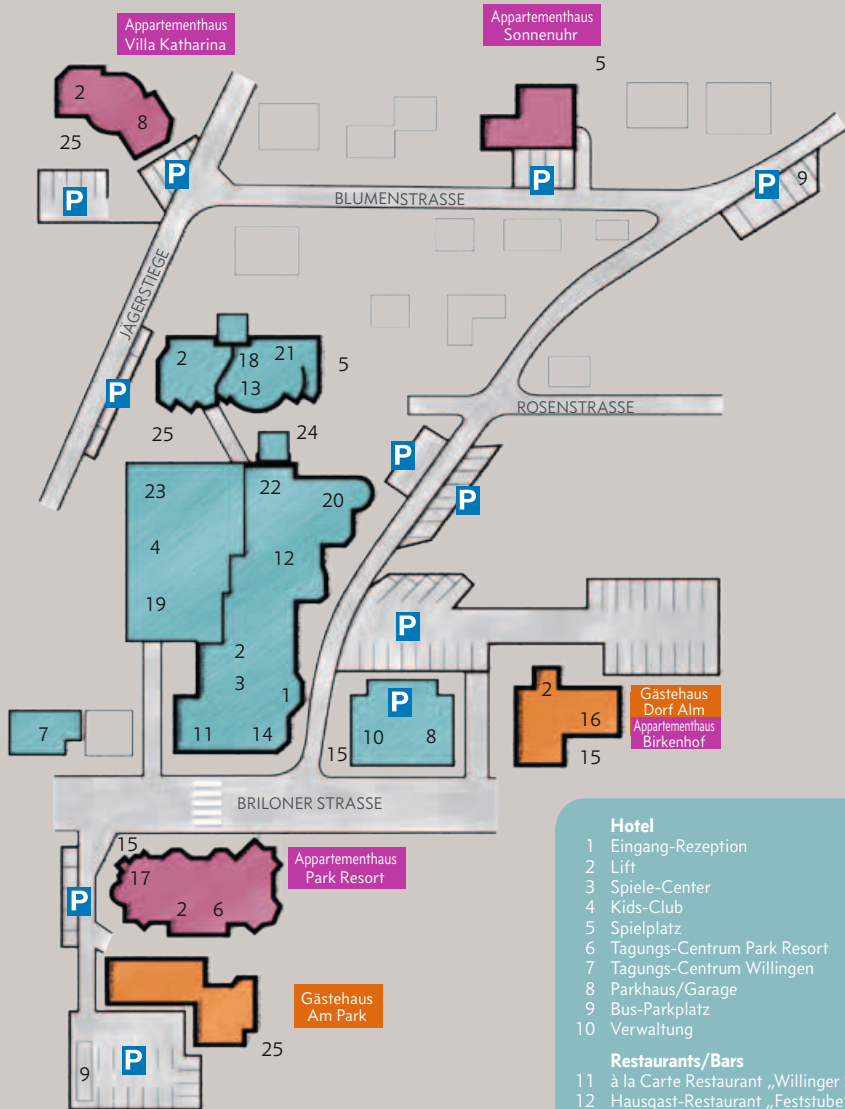 Appartementhaus
Villa Katharina
Appartementhaus
Sonnenuhr
5
2
8
25
P
P
P
P
9
BLUMENSTRASSE
JÄGERSTIEGE
2
18
21
13
5
P
25
24
ROSENSTRASSE
P
P
23
22
20
4
12
19
P
2
3
1
11
14
7
P
10
8
15
2
16
15
Gästehaus
Dorf Alm
Appartementhaus
Birkenhof
BRILONER STRASSE
15
17
2
6
P
Appartementhaus
Park Resort
Gästehaus
Am Park
25
P
9
Hotel
1 Eingang-Rezeption
2 Lift
3 Spiele-Center
4 Kids-Club
5 Spielplatz
6 Tagungs-Centrum Park Resort
7 Tagungs-Centrum Willingen
8 Parkhaus/Garage
9 Bus-Parkplatz
10 Verwaltung
Restaurants/Bars
11 à la Carte Restaurant „Willinger
12 Hausgast-Restaurant „Feststube“